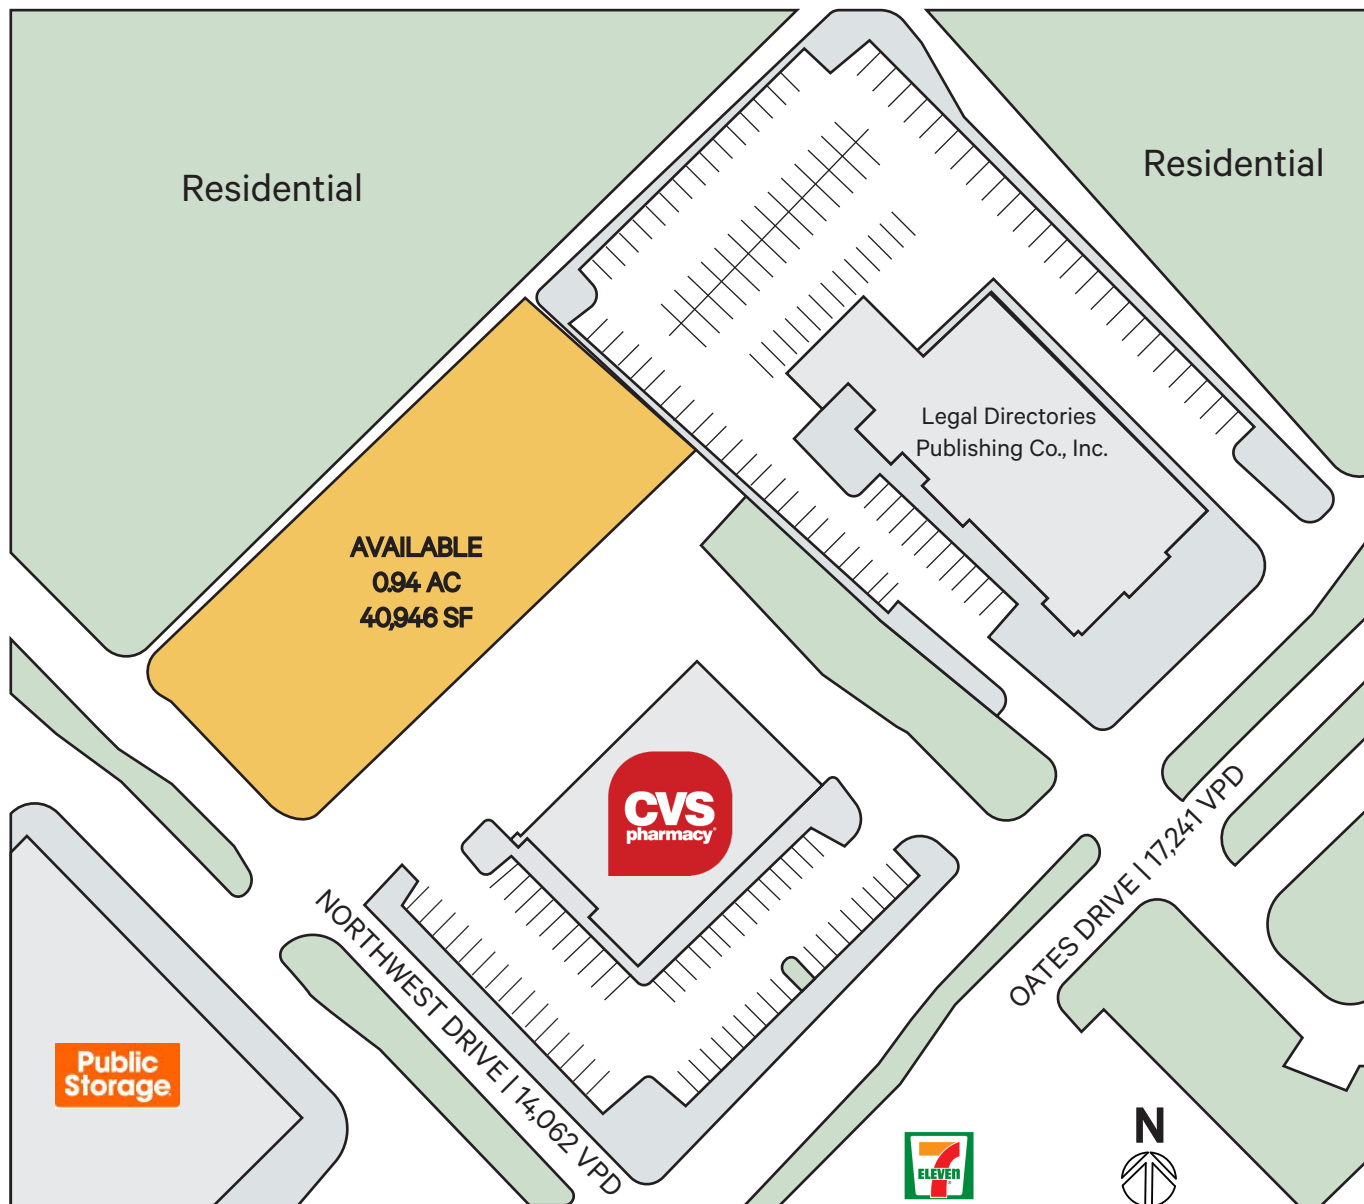 Residential
Residential
Legal Directories
Publishing Co., Inc.
AVAILABLE
0.94 AC
40,946 SF
CVS
pharmacy®
OATES DRIVE | 17,241 VPD
NORTHWEST DRIVE | 14,062 VPD
Public
Storage
7
ELEVEN
N